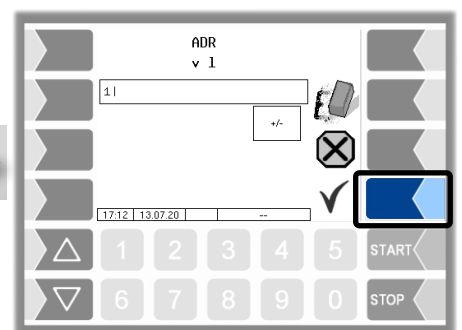 ADR
v 1
1
+/-
17:12 13.07.20 --
1 2 3 4 5 START
6 7 8 9 0 STOP